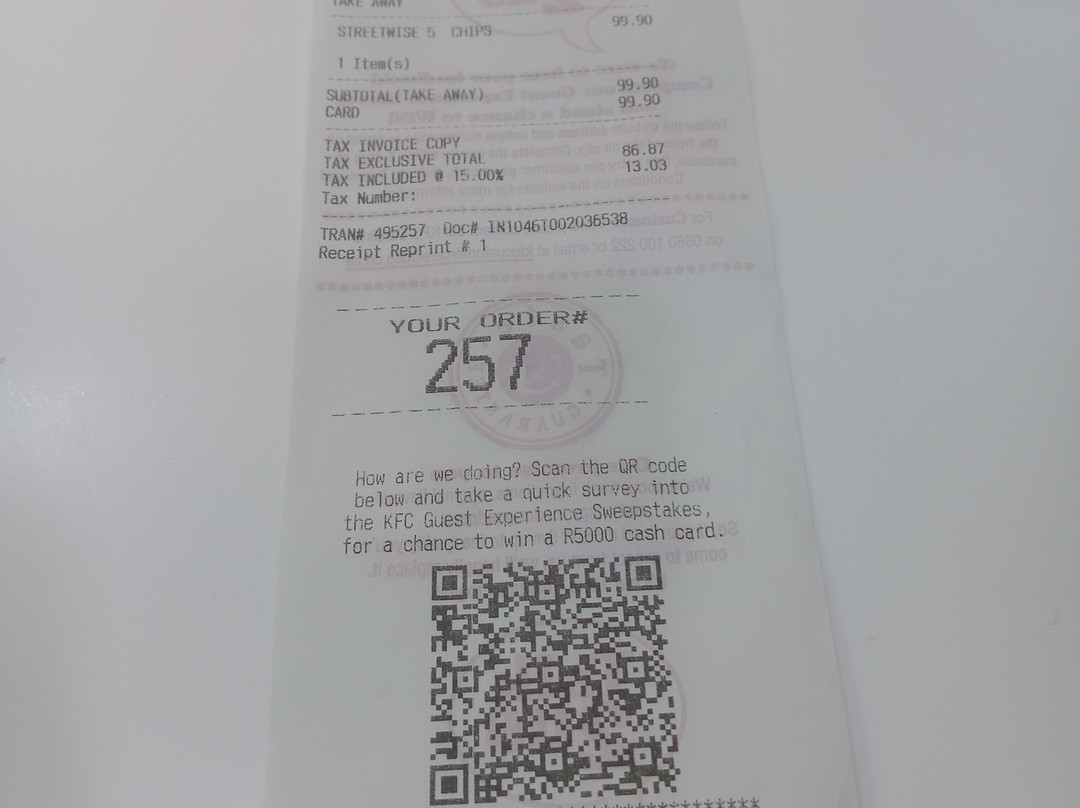 TAKE AWAY
STREETWISE 5 CHIPS 99.90
1 Item(s)
SUBTOTAL(TAKE AWAY) 99.90
CARD 99.90
TAX INVOICE COPY
TAX EXCLUSIVE TOTAL 86.87
TAX INCLUDED @ 15.00% 13.03
Tax Number:
TRAN# 495257 Doc# IN1046T002036538
Receipt Reprint # 1
YOUR ORDER#
257
How are we doing? Scan the QR code
below and take a quick survey into
the KFC Guest Experience Sweepstakes,
for a chance to win a R5000 cash card.